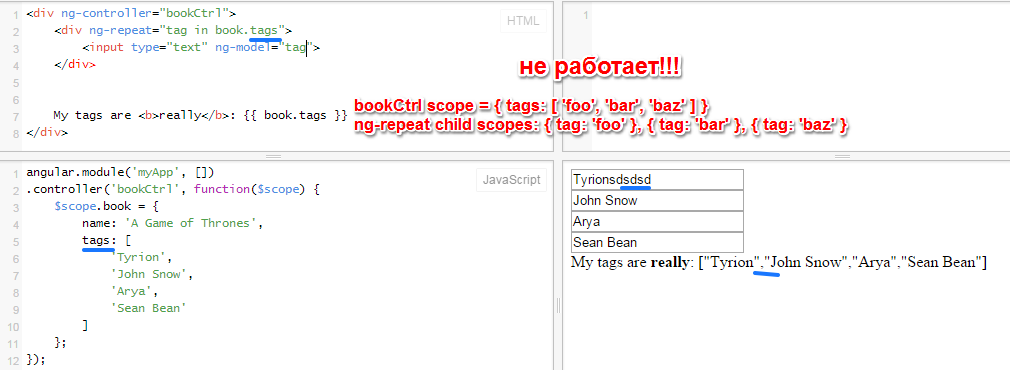 1 <div ng-controller="bookCtrl">
HTML
1
2 <div ng-repeat="tag in book.tags">
3 <input type="text" ng-model="tag">
4 </div>
5
6
не работает!!!
7 My tags are <b>really</b>: {{ book.tags }}
8 </div>
bookCtrl scope = { tags: [ 'foo', 'bar', 'baz' ] }
ng-repeat child scopes: { tag: 'foo' }, { tag: 'bar' }, { tag: 'baz' }
1 angular.module('myApp', [])
JavaScript
2 .controller('bookCtrl', function($scope) {
3 $scope.book = {
4 name: 'A Game of Thrones',
5 tags: [
6 'Tyrion',
7 'John Snow',
8 'Arya',
9 'Sean Bean'
10 ]
11 };
12 });
Tyrionsdsdsd
John Snow
Arya
Sean Bean
My tags are really: ["Tyrion","John Snow","Arya","Sean Bean"]